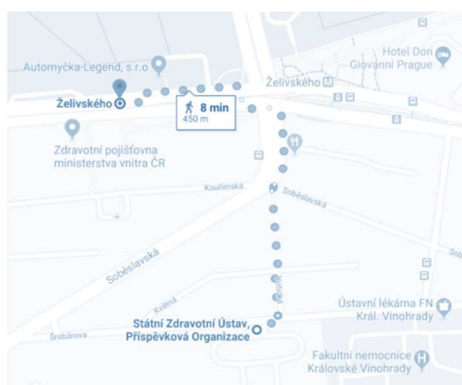 Hotel Don
Giovanni Prague
Automyčka-Legend, s.r.o
Želivského
Želivského
8 min
450 m
Zdravotní pojišťovna
ministerstva vnitra ČR
Kouřimská
Soběslavská
Soběslavská
Květná
Šrobárova
Státní Zdravotní Ústav,
Příspěvková Organizace
Ústavní lékárna FN
Král. Vinohrady
Fakultní nemocnice
Královské Vinohrady